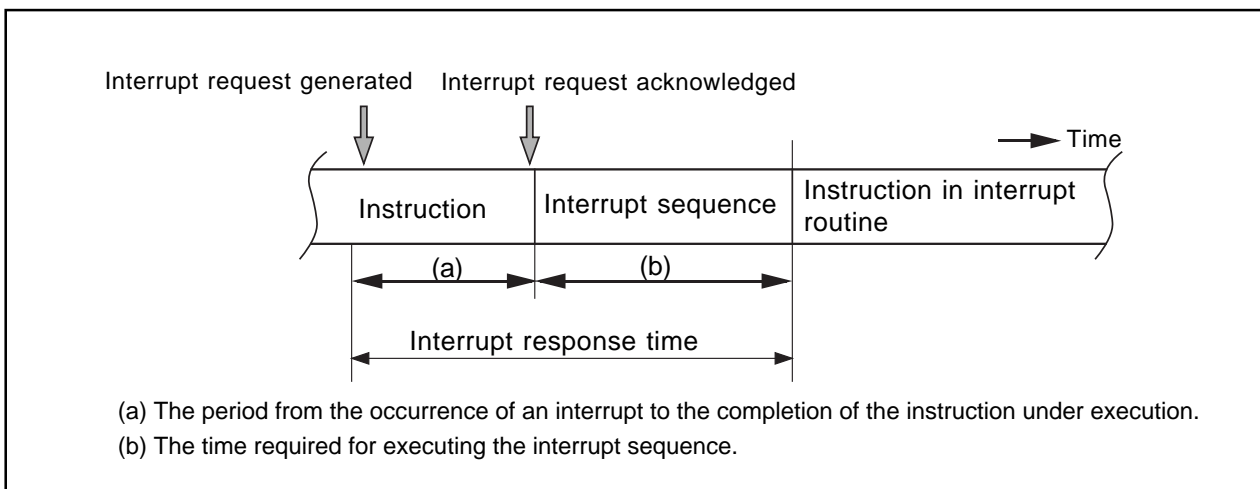 Interrupt request generated
Interrupt request acknowledged
Time
Instruction
Interrupt sequence
Instruction in interrupt
routine
(a)
(b)
Interrupt response time
(a) The period from the occurrence of an interrupt to the completion of the instruction under execution.
(b) The time required for executing the interrupt sequence.